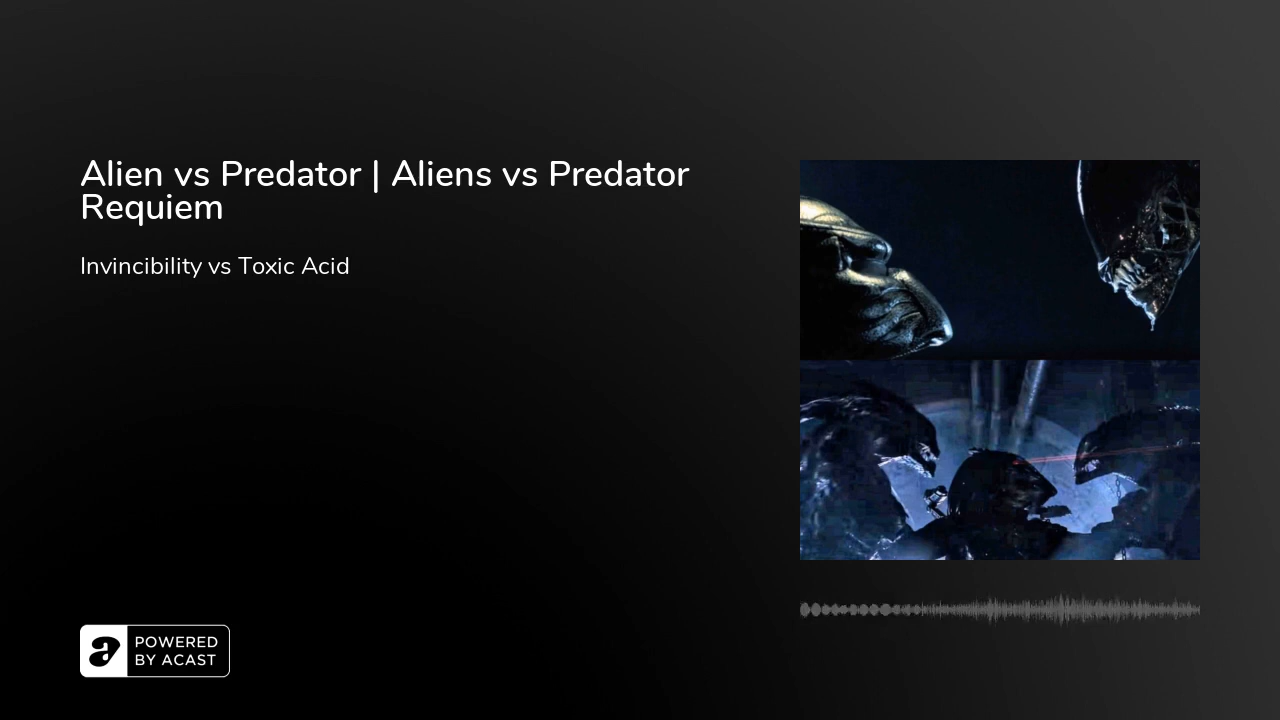 Alien vs Predator | Aliens vs Predator
Requiem
Invincibility vs Toxic Acid
POWERED
BY ACAST